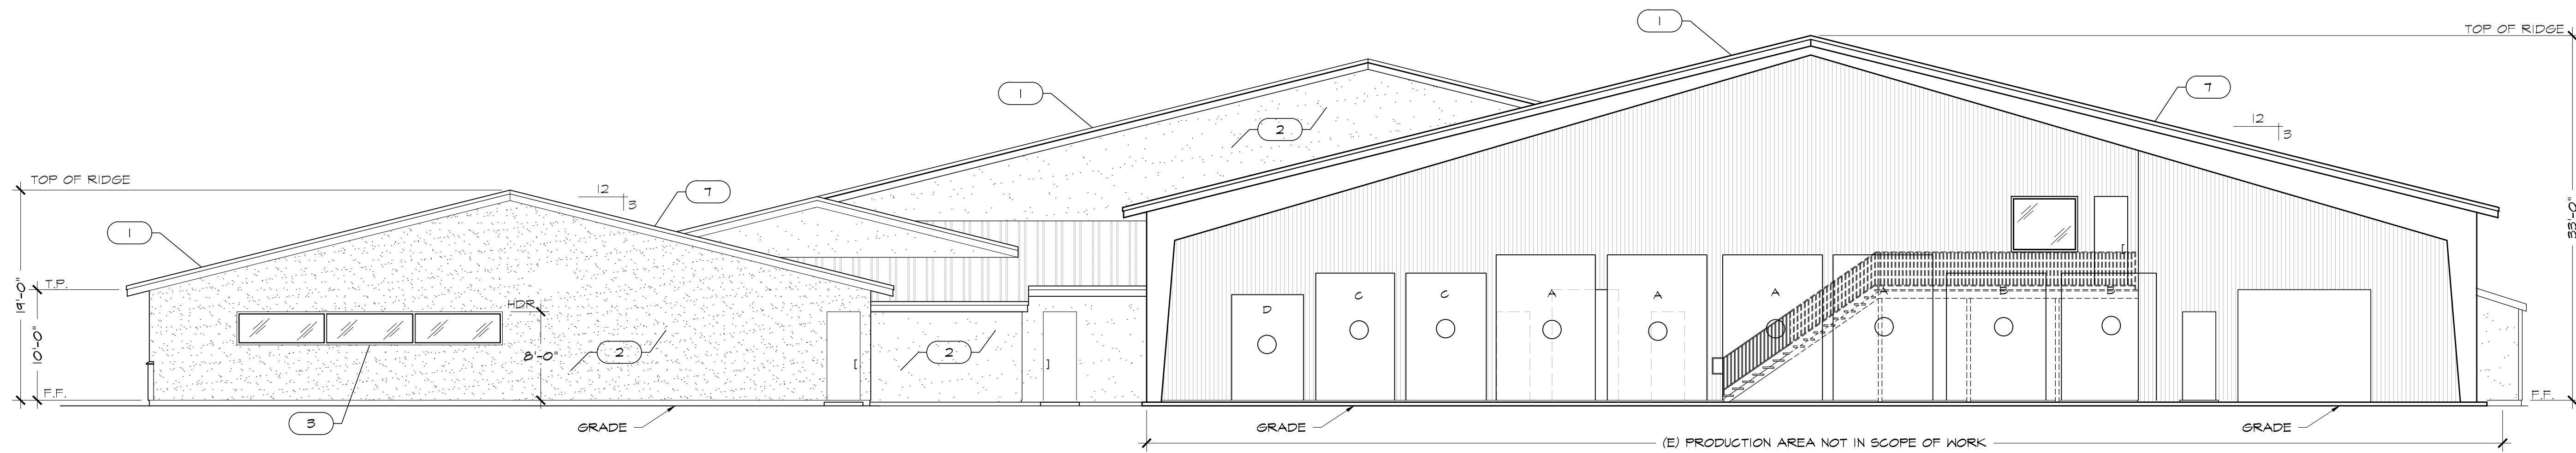 1
TOP OF RIDGE
1
7
12
3
2
TOP OF RIDGE
12
3
7
1
19'-0"
10'-0"
T.P.
HDR.
8'-0"
2
2
D
C
C
A
A
A
A
B
B
33'-0"
F.F.
F.F.
3
GRADE
GRADE
GRADE
(E) PRODUCTION AREA NOT IN SCOPE OF WORK